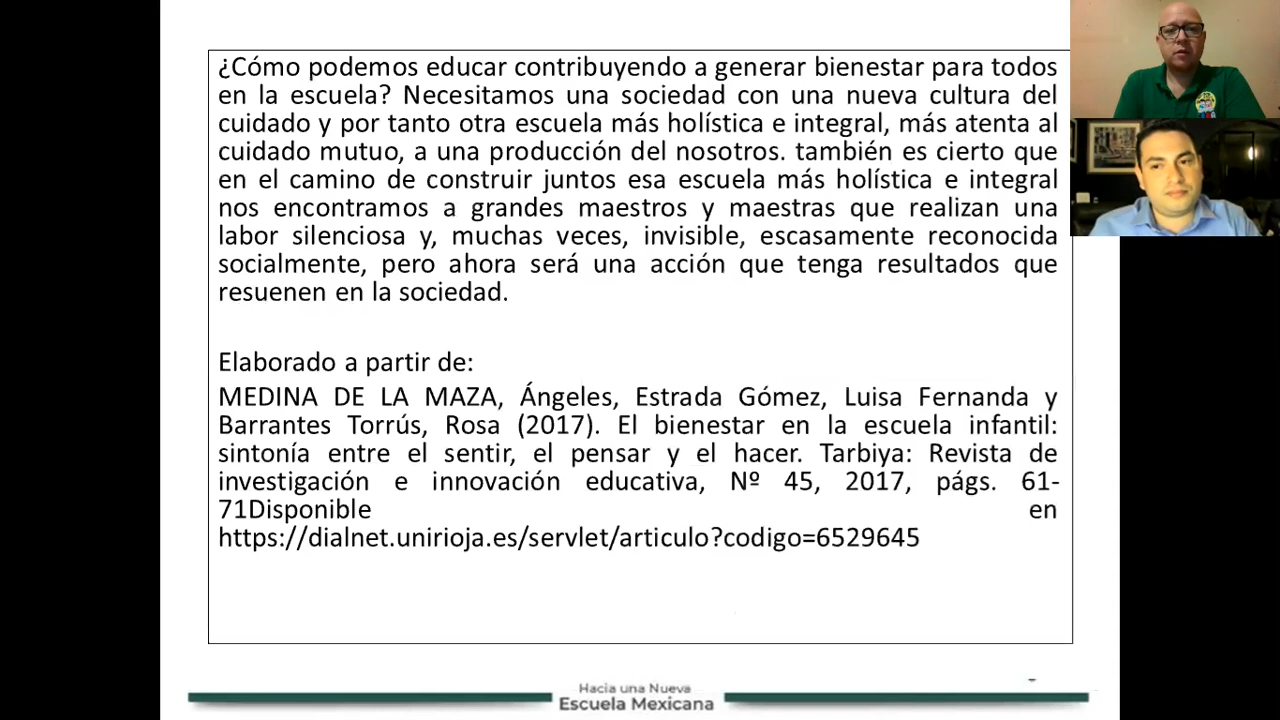 ¿Cómo podemos educar contribuyendo a generar bienestar para todos
en la escuela? Necesitamos una sociedad con una nueva cultura del
cuidado y por tanto otra escuela más holística e integral, más atenta al
cuidado mutuo, a una producción del nosotros. también es cierto que
en el camino de construir juntos esa escuela más holística e integral
nos encontramos a grandes maestros y maestras que realizan una
labor silenciosa y, muchas veces, invisible, escasamente reconocida
socialmente, pero ahora será una acción que tenga resultados que
resuenen en la sociedad.
Elaborado a partir de:
MEDINA DE LA MAZA, Ángeles, Estrada Gómez, Luisa Fernanda y
Barrantes Torrús, Rosa (2017). El bienestar en la escuela infantil:
sintonía entre el sentir, el pensar y el hacer. Tarbiya: Revista de
investigación e innovación educativa, Nº 45, 2017, págs. 61-
71Disponible en
https://dialnet.unirioja.es/servlet/articulo?codigo=6529645
Hacia una Nueva
Escuela Mexicana